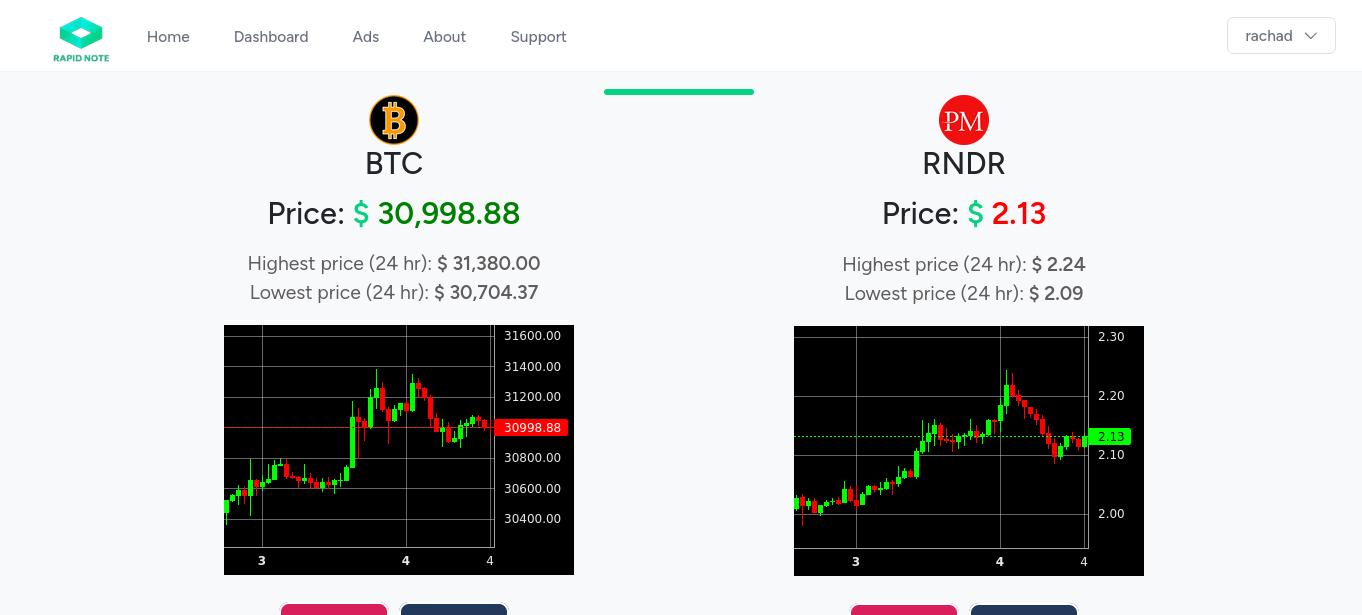 RAPID NOTE
Home
Dashboard
Ads
About
Support
rachad
BTC
Price: $ 30,998.88
Highest price (24 hr): $ 31,380.00
Lowest price (24 hr): $ 30,704.37
31600.00
31400.00
31200.00
30998.88
30800.00
30600.00
30400.00
3
4
4
PM
RNDR
Price: $ 2.13
Highest price (24 hr): $ 2.24
Lowest price (24 hr): $ 2.09
2.30
2.20
2.13
2.10
2.00
3
4
4